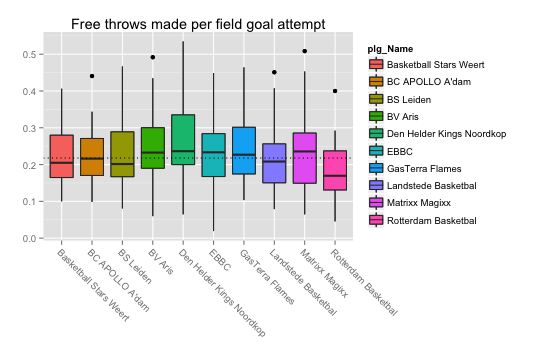 Free throws made per field goal attempt
0.5
0.4
0.3
0.2
0.1
0.0
Basketball Stars Weert
BC APOLLO A'dam
BS Leiden
BV Aris
Den Helder Kings Noordkop
EBBC
GasTerra Flames
Landstede Basketbal
Matrixx Magixx
Rotterdam Basketbal
plg_Name
Basketball Stars Weert
BC APOLLO A'dam
BS Leiden
BV Aris
Den Helder Kings Noordkop
EBBC
GasTerra Flames
Landstede Basketbal
Matrixx Magixx
Rotterdam Basketbal